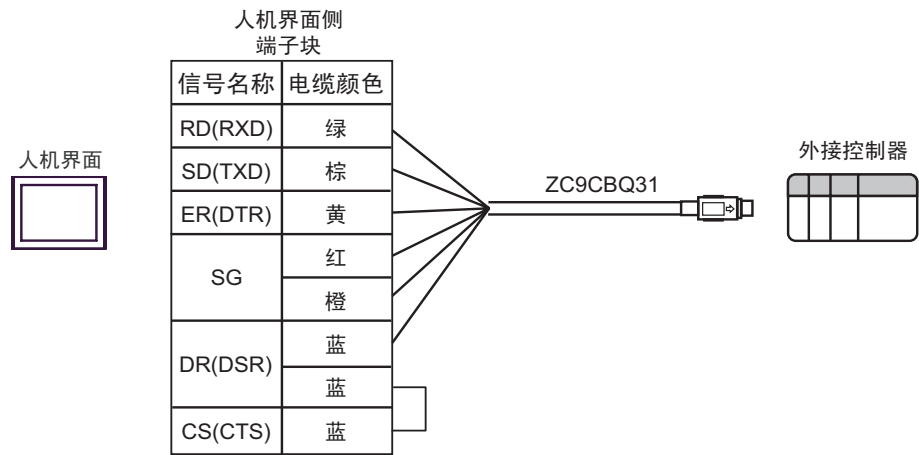 人机界面侧
端子块
信号名称 电缆颜色
RD(RXD) 绿
SD(TXD) 棕
ER(DTR) 黄
SG 红
橙
DR(DSR) 蓝
蓝
CS(CTS) 蓝
人机界面
ZC9CBQ31
外接控制器